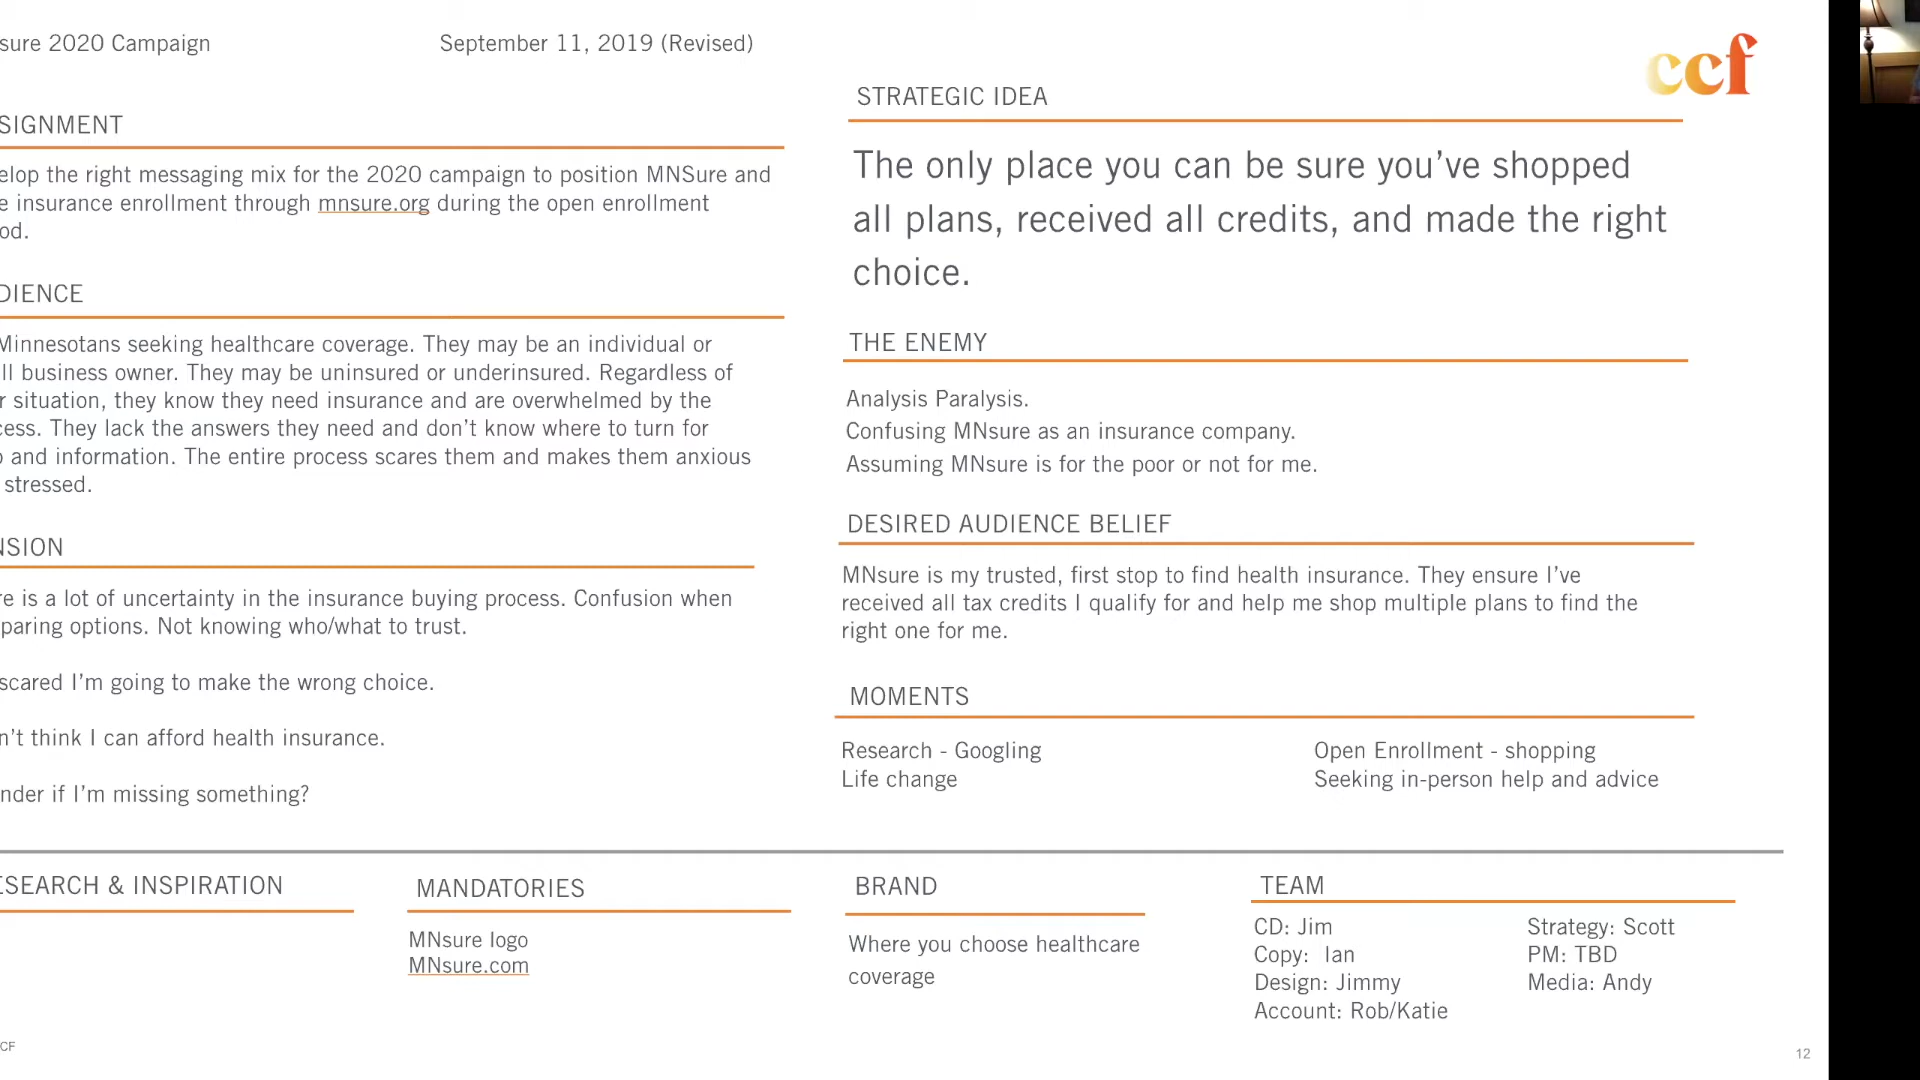 sure 2020 Campaign
September 11, 2019 (Revised)
ccf
SIGNMENT
elop the right messaging mix for the 2020 campaign to position MNSure and
e insurance enrollment through mnsure.org during the open enrollment
od.
DIENCE
Minnesotans seeking healthcare coverage. They may be an individual or
ll business owner. They may be uninsured or underinsured. Regardless of
r situation, they know they need insurance and are overwhelmed by the
cess. They lack the answers they need and don’t know where to turn for
and information. The entire process scares them and makes them anxious
stressed.
NSION
re is a lot of uncertainty in the insurance buying process. Confusion when
paring options. Not knowing who/what to trust.
scared I’m going to make the wrong choice.
n’t think I can afford health insurance.
nder if I’m missing something?
STRATEGIC IDEA
The only place you can be sure you’ve shopped
all plans, received all credits, and made the right
choice.
THE ENEMY
Analysis Paralysis.
Confusing MNsure as an insurance company.
Assuming MNsure is for the poor or not for me.
DESIRED AUDIENCE BELIEF
MNsure is my trusted, first stop to find health insurance. They ensure I’ve
received all tax credits I qualify for and help me shop multiple plans to find the
right one for me.
MOMENTS
Research - Googling
Life change
Open Enrollment - shopping
Seeking in-person help and advice
ESEARCH & INSPIRATION
MANDATORIES
MNsure logo
MNsure.com
BRAND
Where you choose healthcare
coverage
TEAM
CD: Jim
Copy: Ian
Design: Jimmy
Account: Rob/Katie
Strategy: Scott
PM: TBD
Media: Andy
CF
12